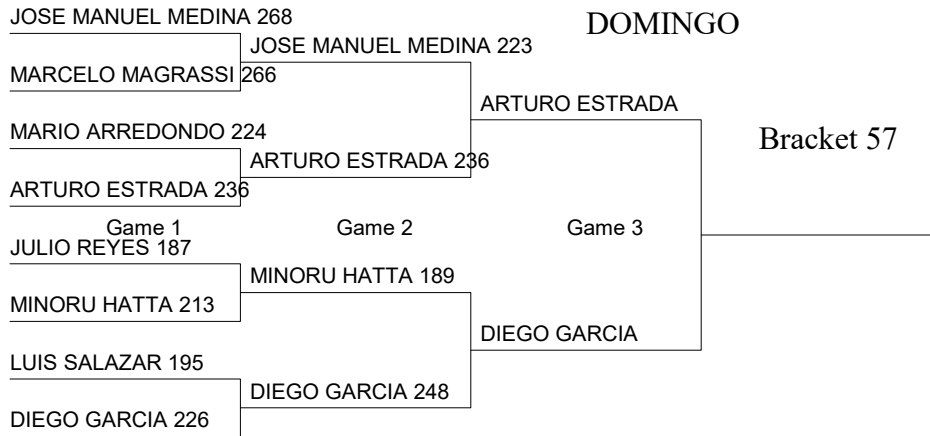 JOSE MANUEL MEDINA 268
DOMINGO
JOSE MANUEL MEDINA 223
MARCELO MAGRASSI 266
ARTURO ESTRADA
MARIO ARREDONDO 224
Bracket 57
ARTURO ESTRADA 236
ARTURO ESTRADA 236
Game 1
Game 2
Game 3
JULIO REYES 187
MINORU HATTA 189
MINORU HATTA 213
DIEGO GARCIA
LUIS SALAZAR 195
DIEGO GARCIA 248
DIEGO GARCIA 226